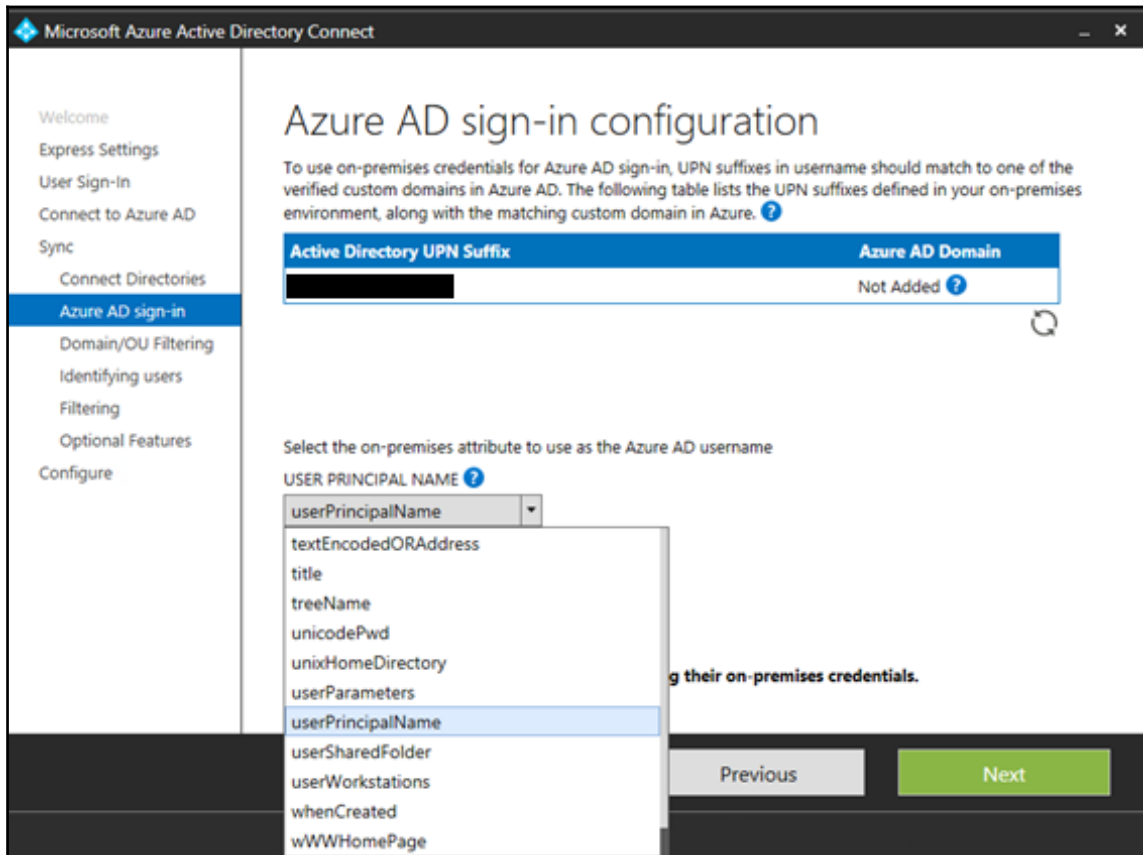 Microsoft Azure Active Directory Connect
Welcome
Express Settings
User Sign-In
Connect to Azure AD
Sync
Connect Directories
Azure AD sign-in
Domain/OU Filtering
Identifying users
Filtering
Optional Features
Configure
Azure AD sign-in configuration
To use on-premises credentials for Azure AD sign-in, UPN suffixes in username should match to one of the
verified custom domains in Azure AD. The following table lists the UPN suffixes defined in your on-premises
environment, along with the matching custom domain in Azure. ?
Active Directory UPN Suffix Azure AD Domain
Not Added ?
Select the on-premises attribute to use as the Azure AD username
USER PRINCIPAL NAME ?
userPrincipalName
textEncodedORAddress
title
treeName
unicodePwd
unixHomeDirectory
g their on-premises credentials.
userParameters
userPrincipalName
userSharedFolder
userWorkstations
whenCreated
wWWHomePage
Previous Next